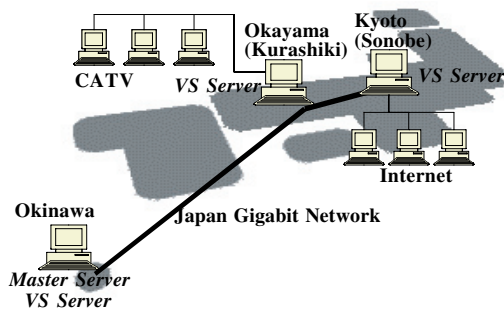 CATV
Okayama
(Kurashiki)
VS Server
Kyoto
(Sonobe)
VS Server
Internet
Japan Gigabit Network
Okinawa
Master Server
VS Server